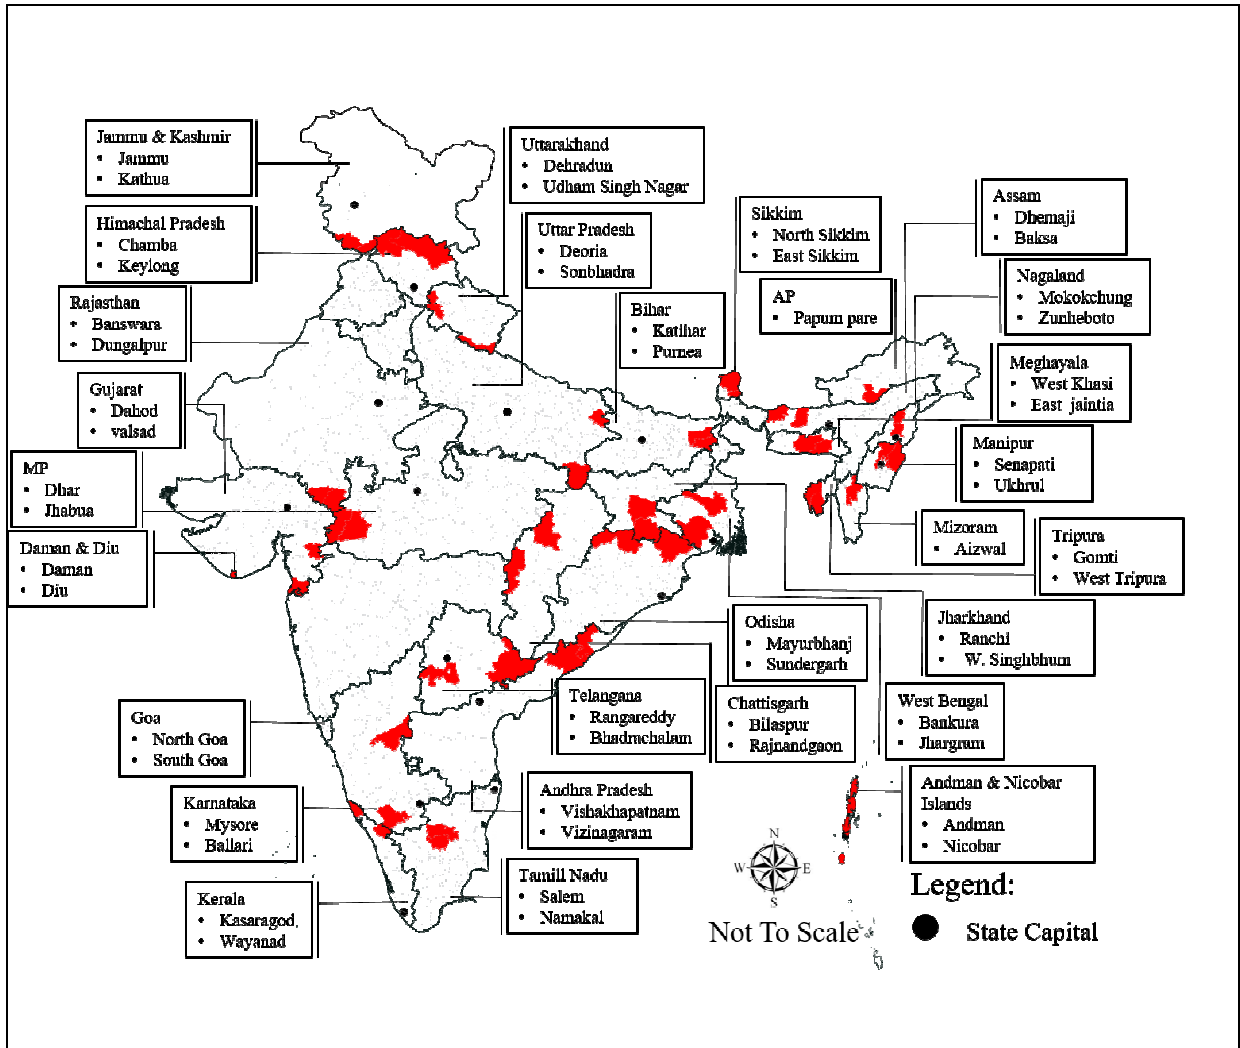 Jammu & Kashmir
• Jammu
• Kathua
Himachal Pradesh
• Chamba
• Keylong
Rajasthan
• Banswara
• Dungalpur
Gujarat
• Dahod
• valsad
MP
• Dhar
• Jhabua
Daman & Diu
• Daman
• Diu
Goa
• North Goa
• South Goa
Karnataka
• Mysore
• Ballari
Kerala
• Kasaragod,
• Wayanad
Uttarakhand
• Dehradun
• Udham Singh Nagar
Uttar Pradesh
• Deoria
• Sonbhadra
Bihar
• Katihar
• Purnea
Sikkim
• North Sikkim
• East Sikkim
AP
• Papum pare
Assam
• Dhemaji
• Baksa
Nagaland
• Mokokchung
• Zunheboto
Meghayala
• West Khasi
• East jaintia
Manipur
• Senapati
• Ukhrul
Mizoram
• Aizwal
Tripura
• Gomti
• West Tripura
Jharkhand
• Ranchi
• W. Singhbhum
Odisha
• Mayurbhanj
• Sundergarh
Telangana
• Rangareddy
• Bhadrachalam
Chattisgarh
• Bilaspur
• Rajnandgaon
West Bengal
• Bankura
• Jhargram
Andhra Pradesh
• Vishakhapatnam
• Vizinagaram
Tamill Nadu
• Salem
• Namakal
Andman & Nicobar
Islands
• Andman
• Nicobar
N
W E
S
Not To Scale
Legend:
State Capital